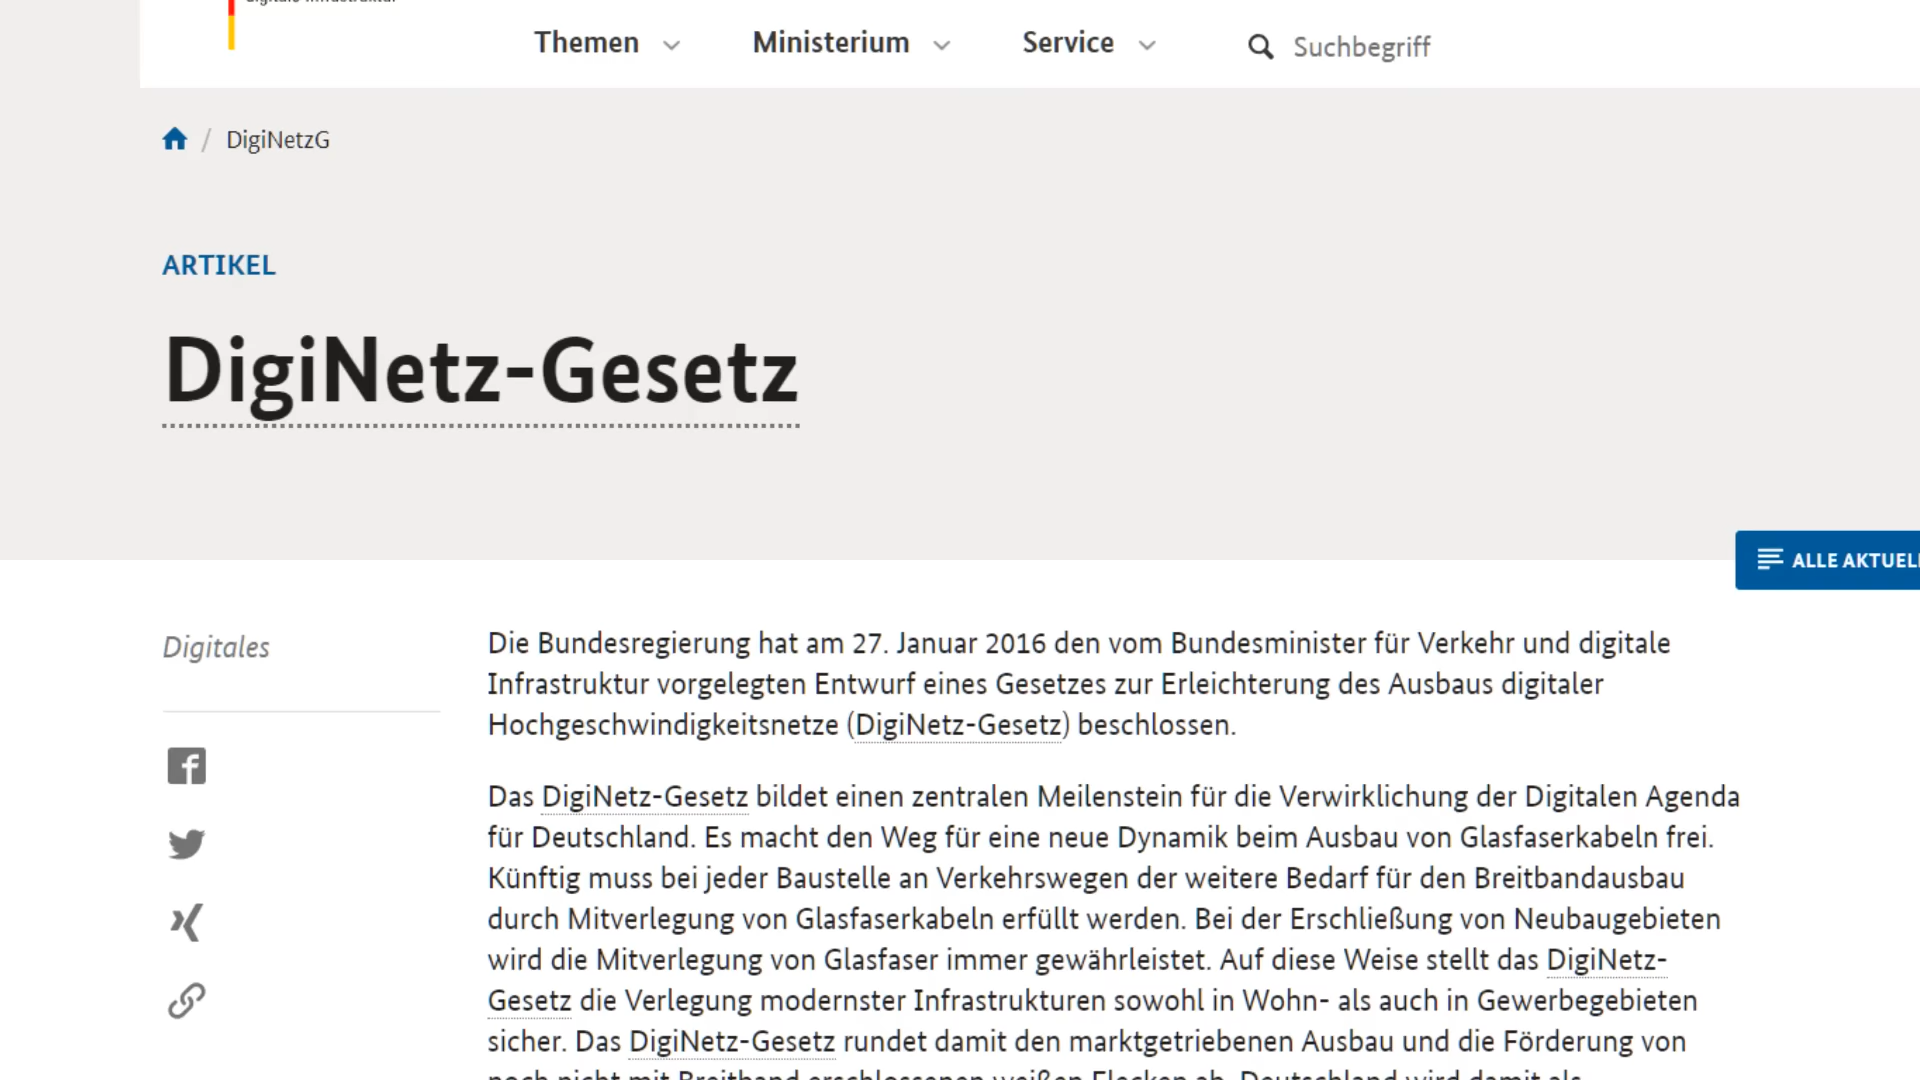 Themen
Ministerium
Service
Suchbegriff
DigiNetzG
ARTIKEL
DigiNetz-Gesetz
ALLE
Digitales
Die Bundesregierung hat am 27. Januar 2016 den vom Bundesminister für Verkehr und digitale
Infrastruktur vorgelegten Entwurf eines Gesetzes zur Erleichterung des Ausbaus digitaler
Hochgeschwindigkeitsnetze (DigiNetz-Gesetz) beschlossen.
Das DigiNetz-Gesetz bildet einen zentralen Meilenstein für die Verwirklichung der Digitalen Agenda
für Deutschland. Es macht den Weg für eine neue Dynamik beim Ausbau von Glasfaserkabeln frei.
Künftig muss bei jeder Baustelle an Verkehrswegen der weitere Bedarf für den Breitbandausbau
durch Mitverlegung von Glasfaserkabeln erfüllt werden. Bei der Erschließung von Neubaugebieten
wird die Mitverlegung von Glasfaser immer gewährleistet. Auf diese Weise stellt das DigiNetz-
Gesetz die Verlegung modernster Infrastrukturen sowohl in Wohn- als auch in Gewerbegebieten
sicher. Das DigiNetz-Gesetz rundet damit den marktgetriebenen Ausbau und die Förderung von